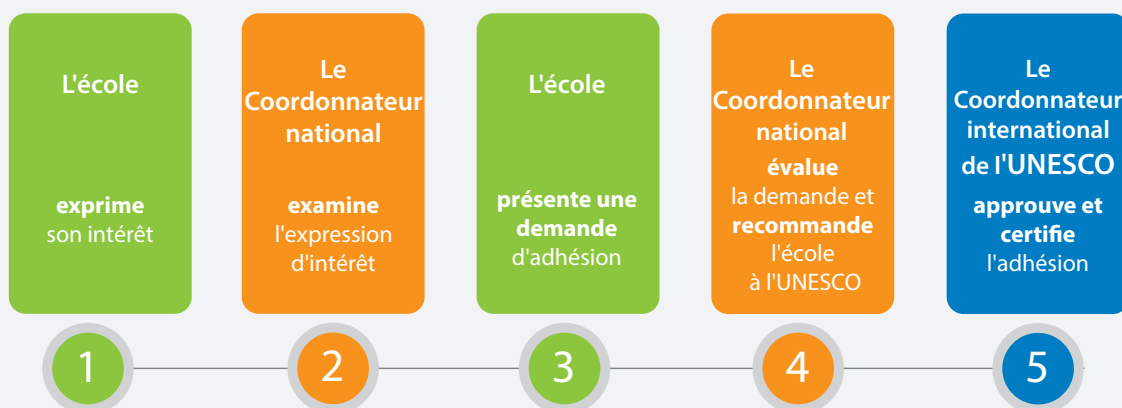 L'école
exprime
son intérêt
Le
Coordonnateur
national
examine
l'expression
d'intérêt
L'école
présente une
demande
d'adhésion
Le
Coordonnateur
national
évalue
la demande et
recommande
l'école
à l'UNESCO
Le
Coordonnateur
international
de l'UNESCO
approuve et
certifie
l'adhésion
1
2
3
4
5